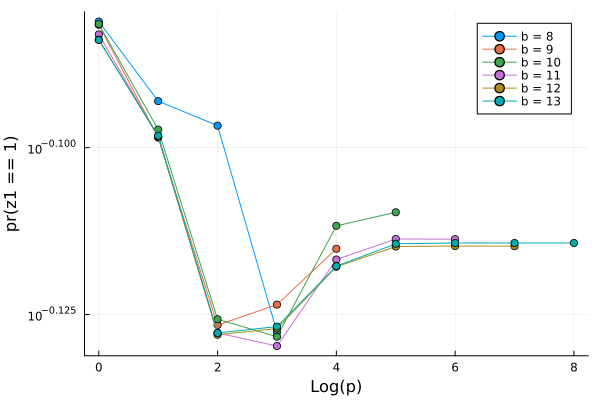 b = 8
b = 9
b = 10
b = 11
b = 12
b = 13
10^-0.100
10^-0.125
pr(z1 == 1)
0 2 4 6 8
Log(p)